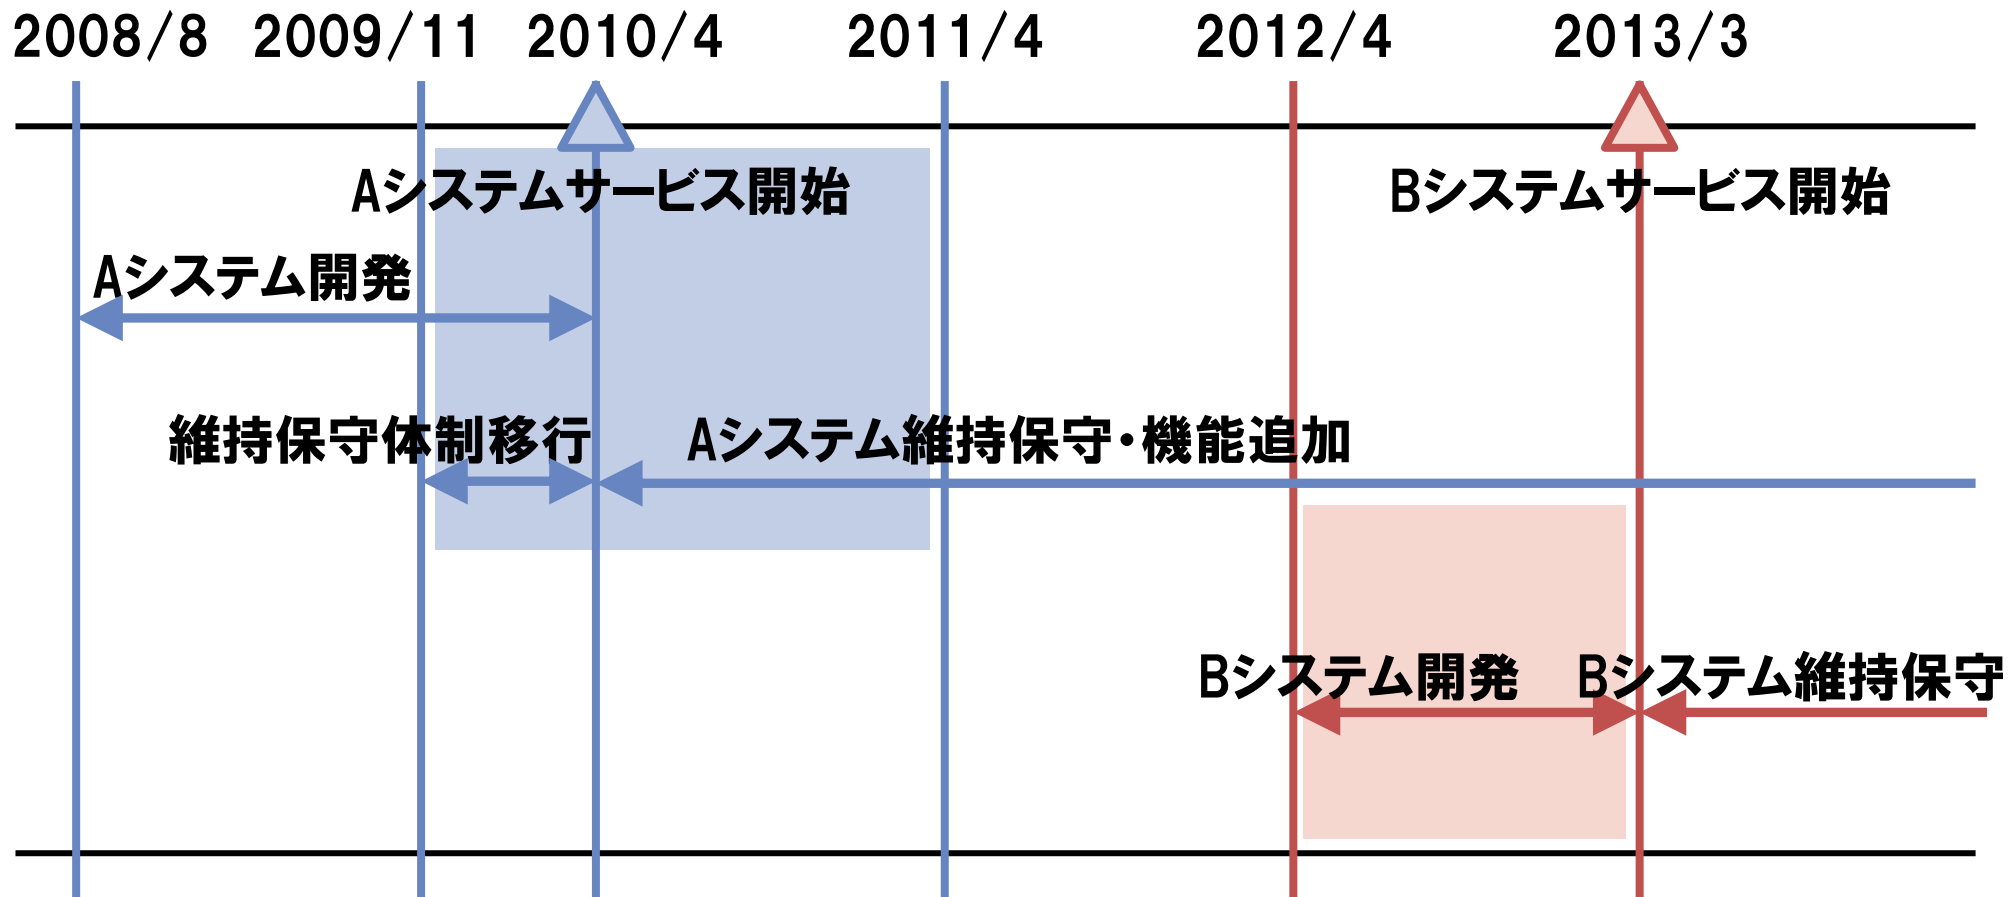 2008/8 2009/11 2010/4 2011/4 2012/4 2013/3
Aシステムサービス開始 Bシステムサービス開始
Aシステム開発
維持保守体制移行 Aシステム維持保守・機能追加
Bシステム開発 Bシステム維持保守